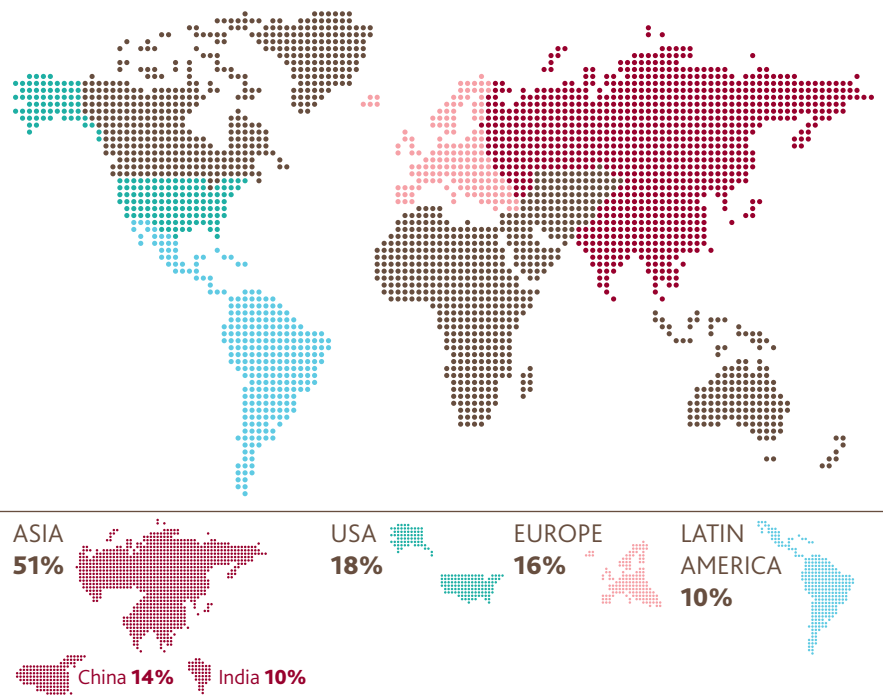 ASIA
51%
USA
18%
EUROPE
16%
LATIN
AMERICA
10%
China 14%
India 10%